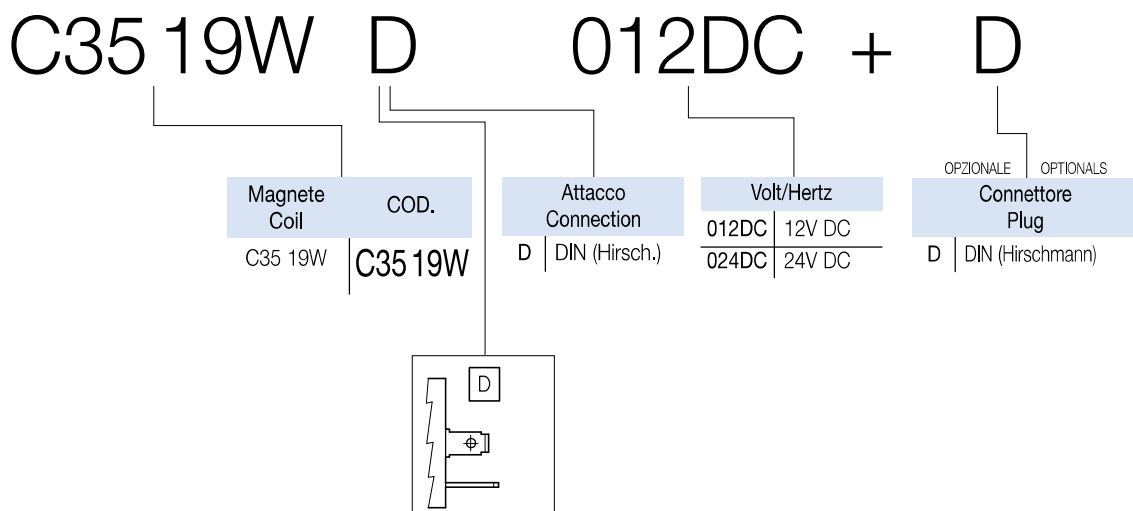 C35 19W D 012DC + D
OPZIONALE OPTIONALS
Magnete
Coil
COD.
C35 19W
C35 19W
Attacco
Connection
D DIN (Hirsch.)
Volt/Hertz
012DC 12V DC
024DC 24V DC
Connettore
Plug
D DIN (Hirschmann)
D